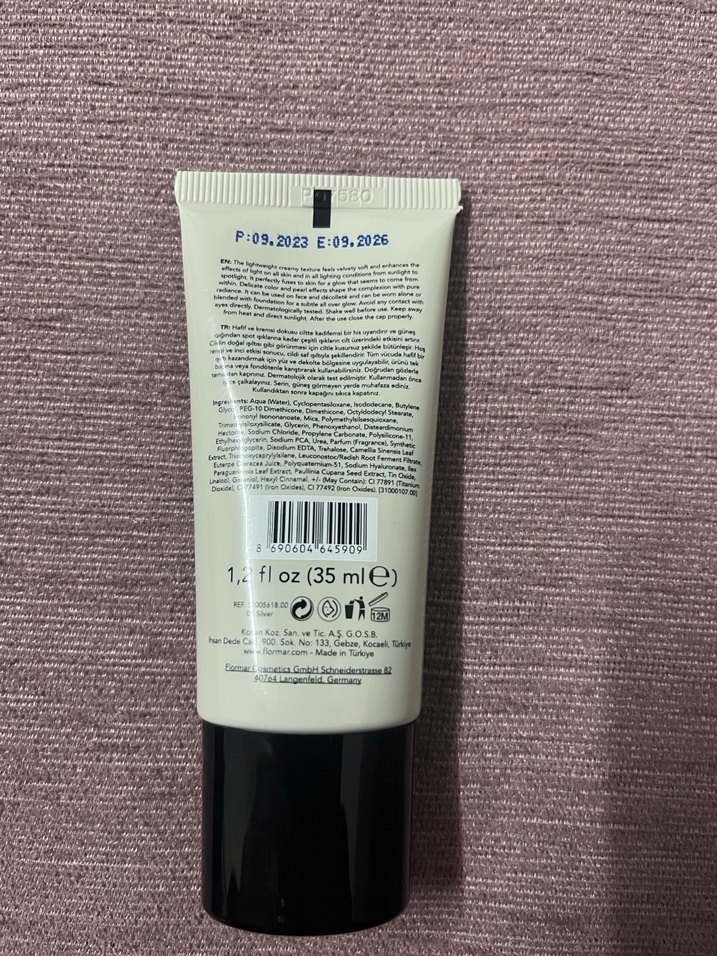 580
P:09.2023 E:09.2026
EN: The lightweight creamy texture feels velvety soft and enhances the
effects of light on all skin and in all lighting conditions from sunlight to
spotlight. It perfectly fuses to skin for a glow that seems to come from
within. Delicate color and pearl effects shape the complexion with pure
radiance. It can be used on face and décolleté and can be worn alone or
blended with foundation for a subtle all over glow. Avoid any contact with
eyes directly. Dermatologically tested. Shake well before use. Keep away
from heat and direct sunlight. After the use close the cap properly.
TR: Hafif ve kremsi dokusu ciltte kadifemsi bir his uyandırır ve güneş
ışığından spot ışıklarına kadar çeşitli ışıkların cilt üzerindeki etkisini artırır.
Cildin doğal ışıltısı gibi görünmesi için ciltle kusursuz şekilde bütünleşir. Hoş
rengi ve inci etkisi sonucu, cildi saf ışıltıyla şekillendirir. Tüm vücuda hafif bir
ışıltı kazandırmak için yüz ve dekolte bölgesine uygulayabilir, ürünü tek
başına veya fondötenle karıştırarak kullanabilirsiniz. Doğrudan gözlerle
temastan kaçınınız. Dermatolojik olarak test edilmiştir. Kullanmadan önce
iyice çalkalayınız. Serin, güneş görmeyen yerde muhafaza ediniz.
Kullandıktan sonra kapağını sıkıca kapatınız.
Ingredients: Aqua (Water), Cyclopentasiloxane, Isododecane, Butylene
Glycol, PEG-10 Dimethicone, Dimethicone, Octyldodecyl Stearate,
Isononyl Isononanoate, Mica, Polymethylsilsesquioxane,
Trimethylsiloxysilicate, Glycerin, Phenoxyethanol, Disteardimonium
Hectorite, Sodium Chloride, Propylene Carbonate, Polysilicone-11,
Ethylhexylglycerin, Sodium PCA, Urea, Parfum (Fragrance), Synthetic
Fluorphlogopite, Disodium EDTA, Trehalose, Camellia Sinensis Leaf
Extract, Triethoxycaprylylsilane, Leuconostoc/Radish Root Ferment Filtrate,
Euterpe Oleracea Juice, Polyquaternium-51, Sodium Hyaluronate, Ilex
Paraguariensis Leaf Extract, Paullinia Cupana Seed Extract, Tin Oxide,
Linalool, Geraniol, Hexyl Cinnamal. +/- (May Contain): CI 77891 (Titanium
Dioxide), CI 77491 (Iron Oxides), CI 77492 (Iron Oxides). [31000107.00]
8 690604 645909
1,2 fl oz (35 ml ℮)
REF. 32005618.00
Silver
12M
Kosan Koz. San. ve Tic. A.Ş. G.O.S.B.
İhsan Dede Cad. 900. Sok. No: 133, Gebze, Kocaeli, Türkiye
www.flormar.com - Made in Türkiye
Flormar Cosmetics GmbH Schneiderstrasse 82
40764 Langenfeld, Germany